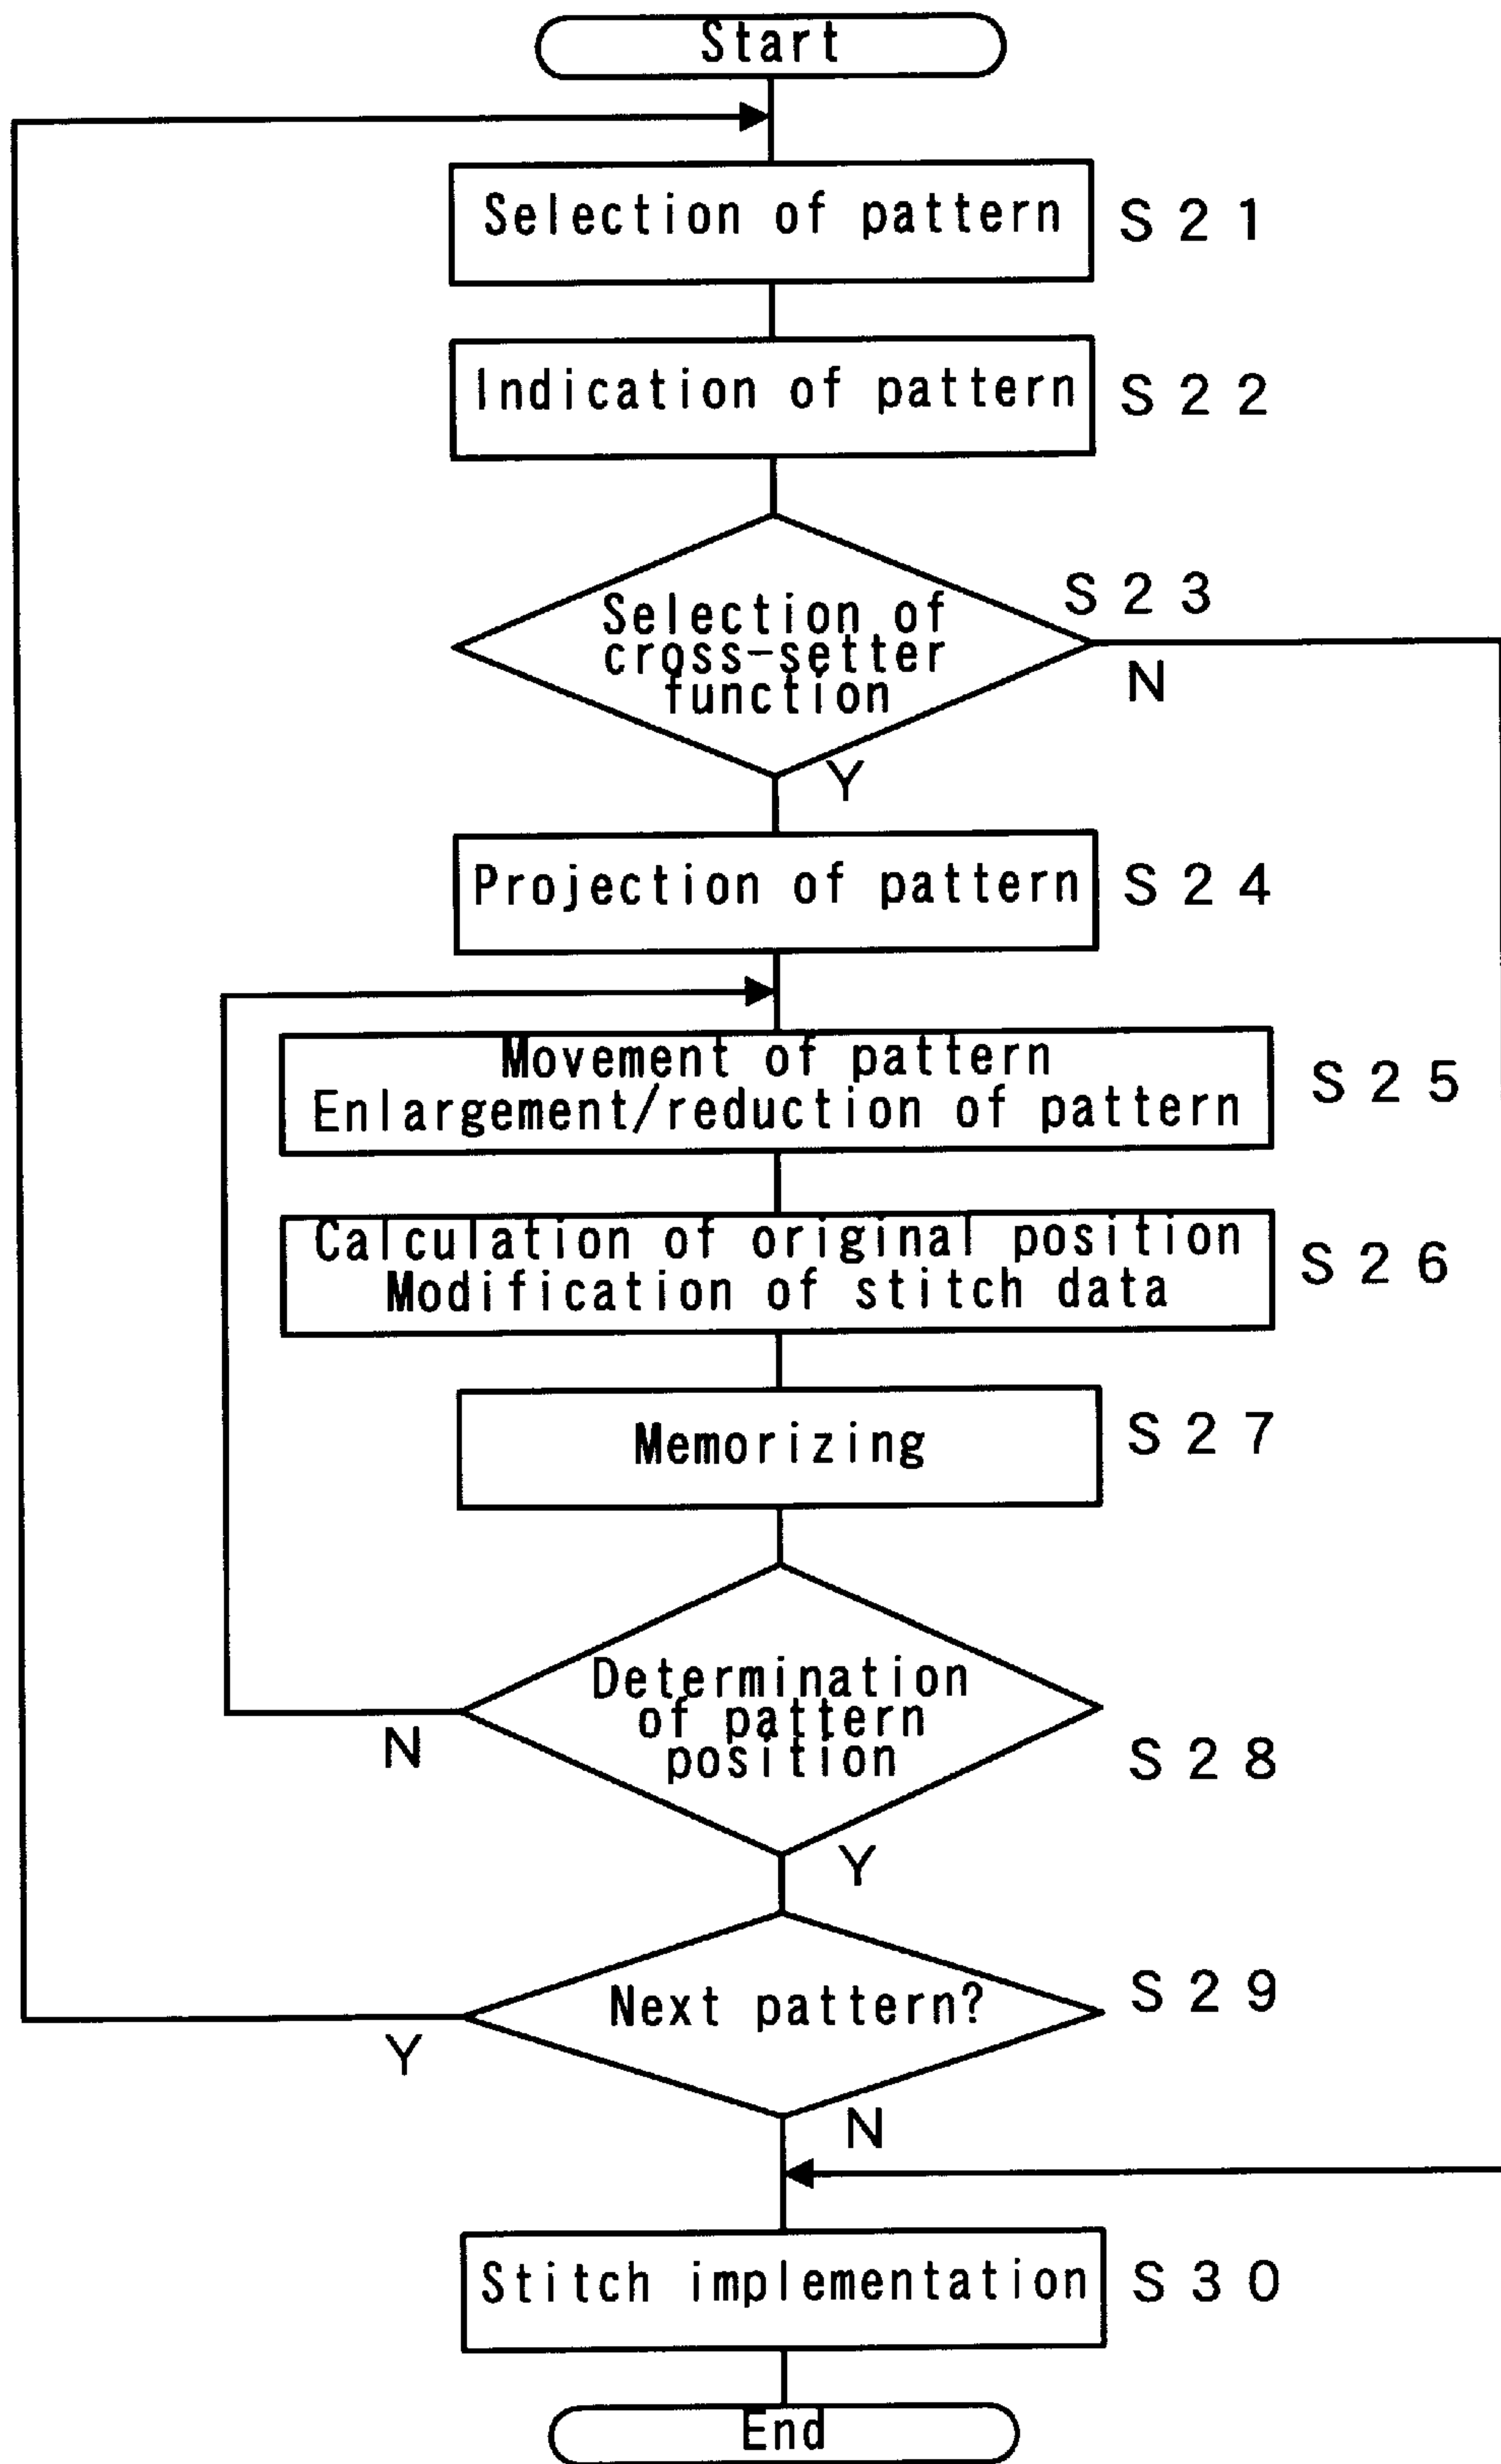 Start
Selection of pattern
S21
Indication of pattern
S22
Selection of
cross-setter
function
S23
N
Y
Projection of pattern
S24
Movement of pattern
Enlargement/reduction of pattern
S25
Calculation of original position
Modification of stitch data
S26
Memorizing
S27
Determination
of pattern
position
S28
N
Y
Next pattern?
S29
Y
N
Stitch implementation
S30
End